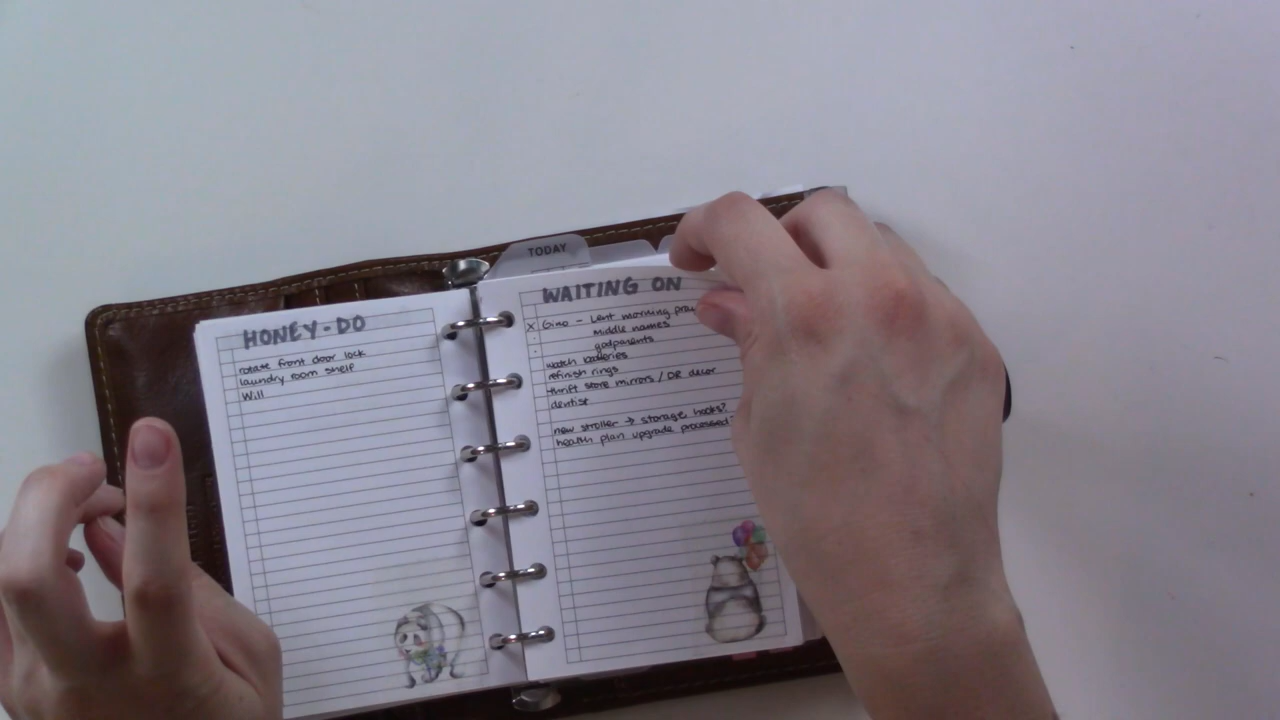 TODAY
HONEY-DO
rotate front door lock
laundry room shelf
Will
WAITING ON
X Gino - Lent morning
middle names
godparents
watch batteries
refinish rings
thrift store mirrors / DR decor
dentist
new stroller → storage hooks?
health plan upgrade processed?